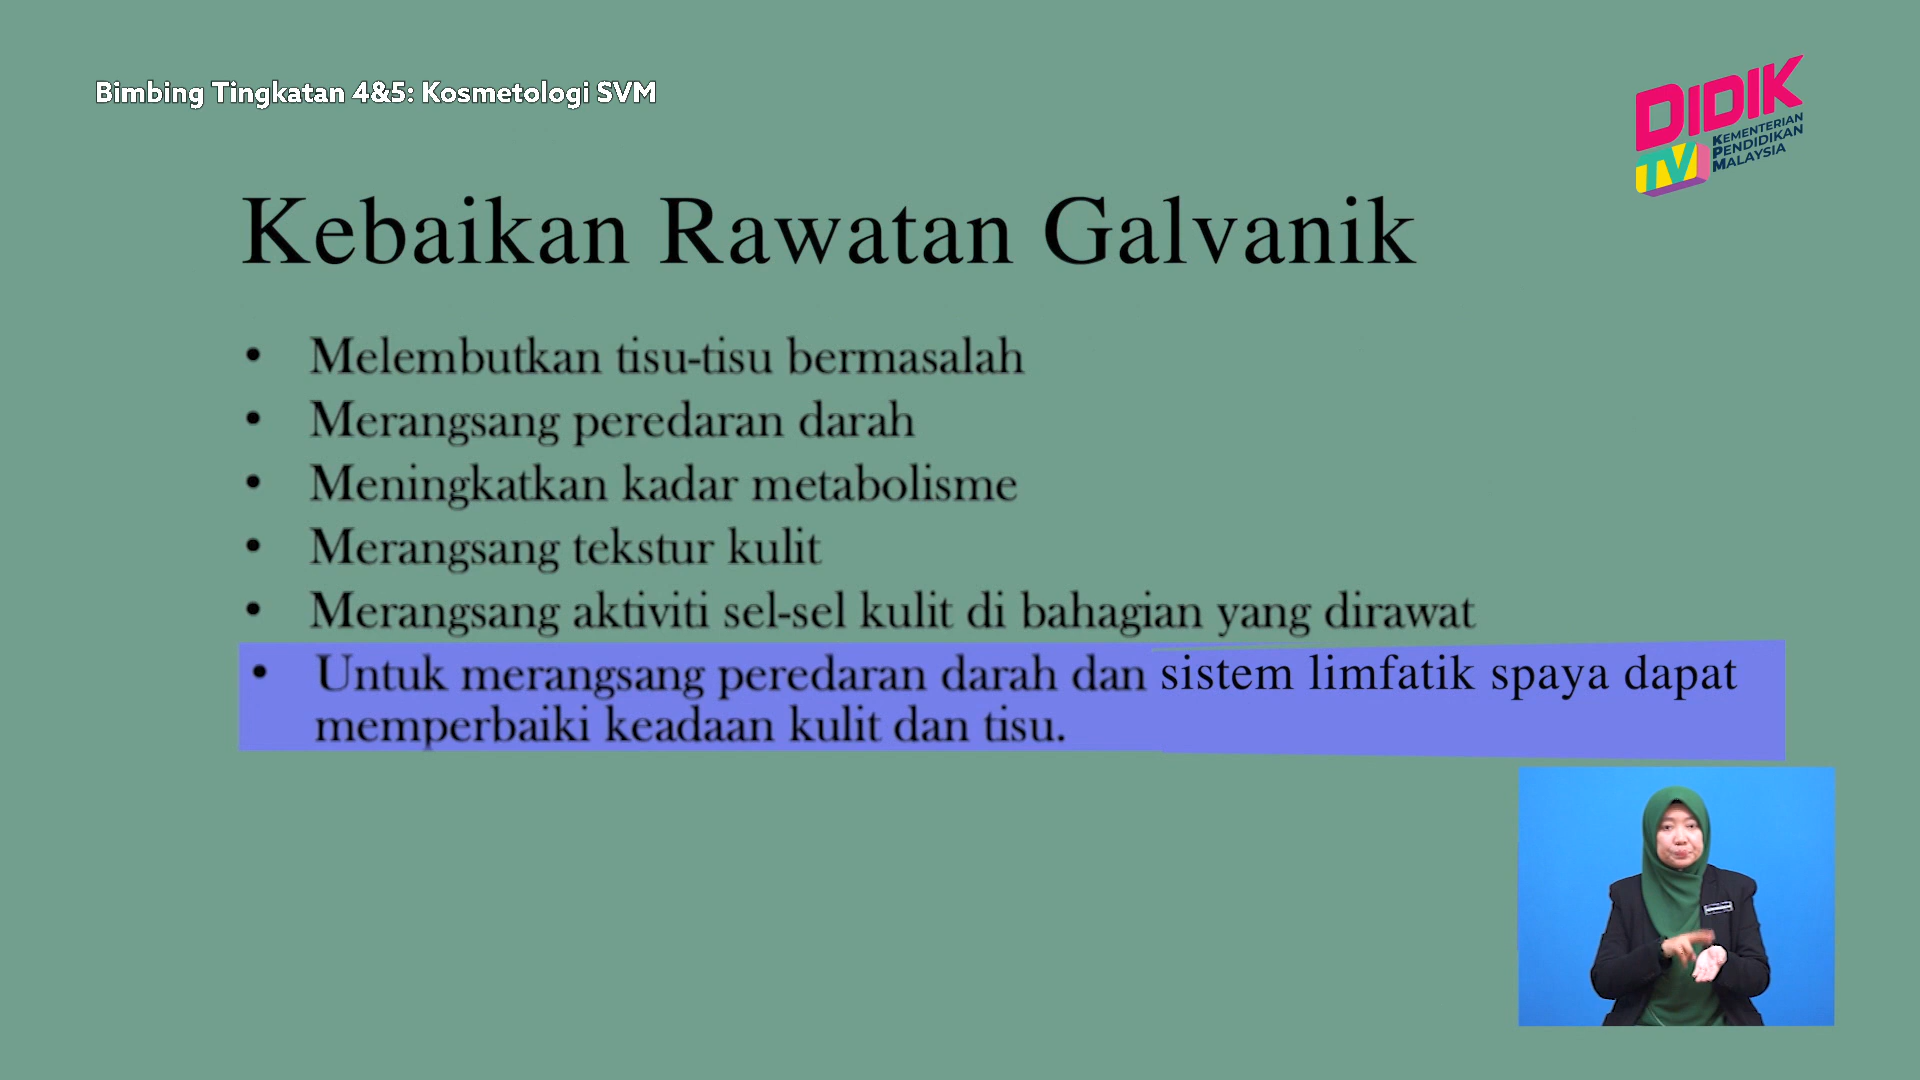 Bimbing Tingkatan 4&5: Kosmetologi SVM
DIDIK
TV
KEMENTERIAN
PENDIDIKAN
MALAYSIA
Kebaikan Rawatan Galvanik
• Melembutkan tisu-tisu bermasalah
• Merangsang peredaran darah
• Meningkatkan kadar metabolisme
• Merangsang tekstur kulit
• Merangsang aktiviti sel-sel kulit di bahagian yang dirawat
• Untuk merangsang peredaran darah dan sistem limfatik spaya dapat
memperbaiki keadaan kulit dan tisu.